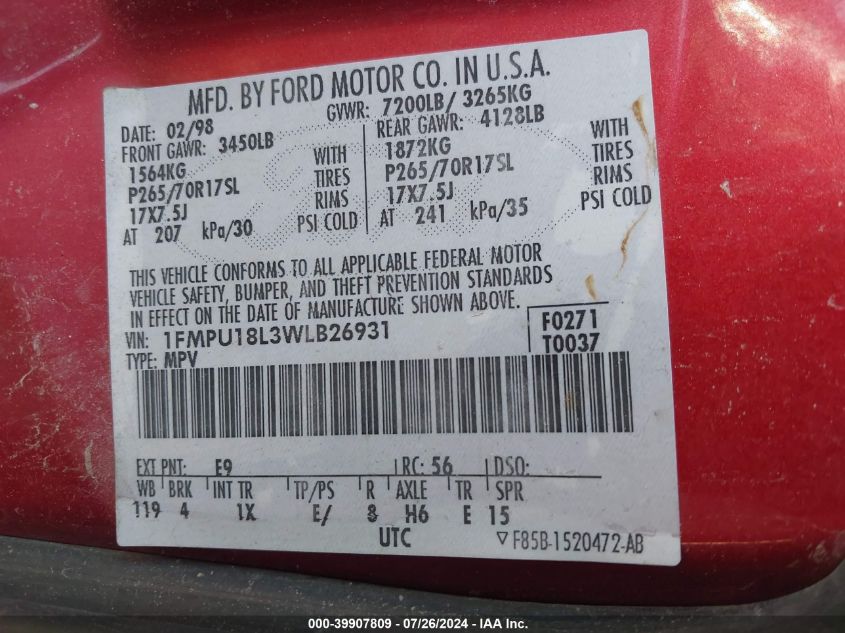 MFD. BY FORD MOTOR CO. IN U.S.A.
DATE: 02/98 GVWR: 7200LB/ 3265KG
FRONT GAWR: 3450LB REAR GAWR: 4128LB
1564KG WITH 1872KG WITH
P265/70R17SL TIRES P265/70R17SL TIRES
17X7.5J RIMS 17X7.5J RIMS
AT 207 kPa/30 PSI COLD AT 241 kPa/35 PSI COLD
THIS VEHICLE CONFORMS TO ALL APPLICABLE FEDERAL MOTOR
VEHICLE SAFETY, BUMPER, AND THEFT PREVENTION STANDARDS
IN EFFECT ON THE DATE OF MANUFACTURE SHOWN ABOVE.
VIN: 1FMPU18L3WLB26931 F0271
TYPE: MPV T0037
EXT PNT: E9 RC: 56 DSO:
WB BRK INT TR TP/PS R AXLE TR SPR
119 4 1X E/ 8 H6 E 15
UTC F85B-1520472-AB
000-39907809 - 07/26/2024 - IAA Inc.